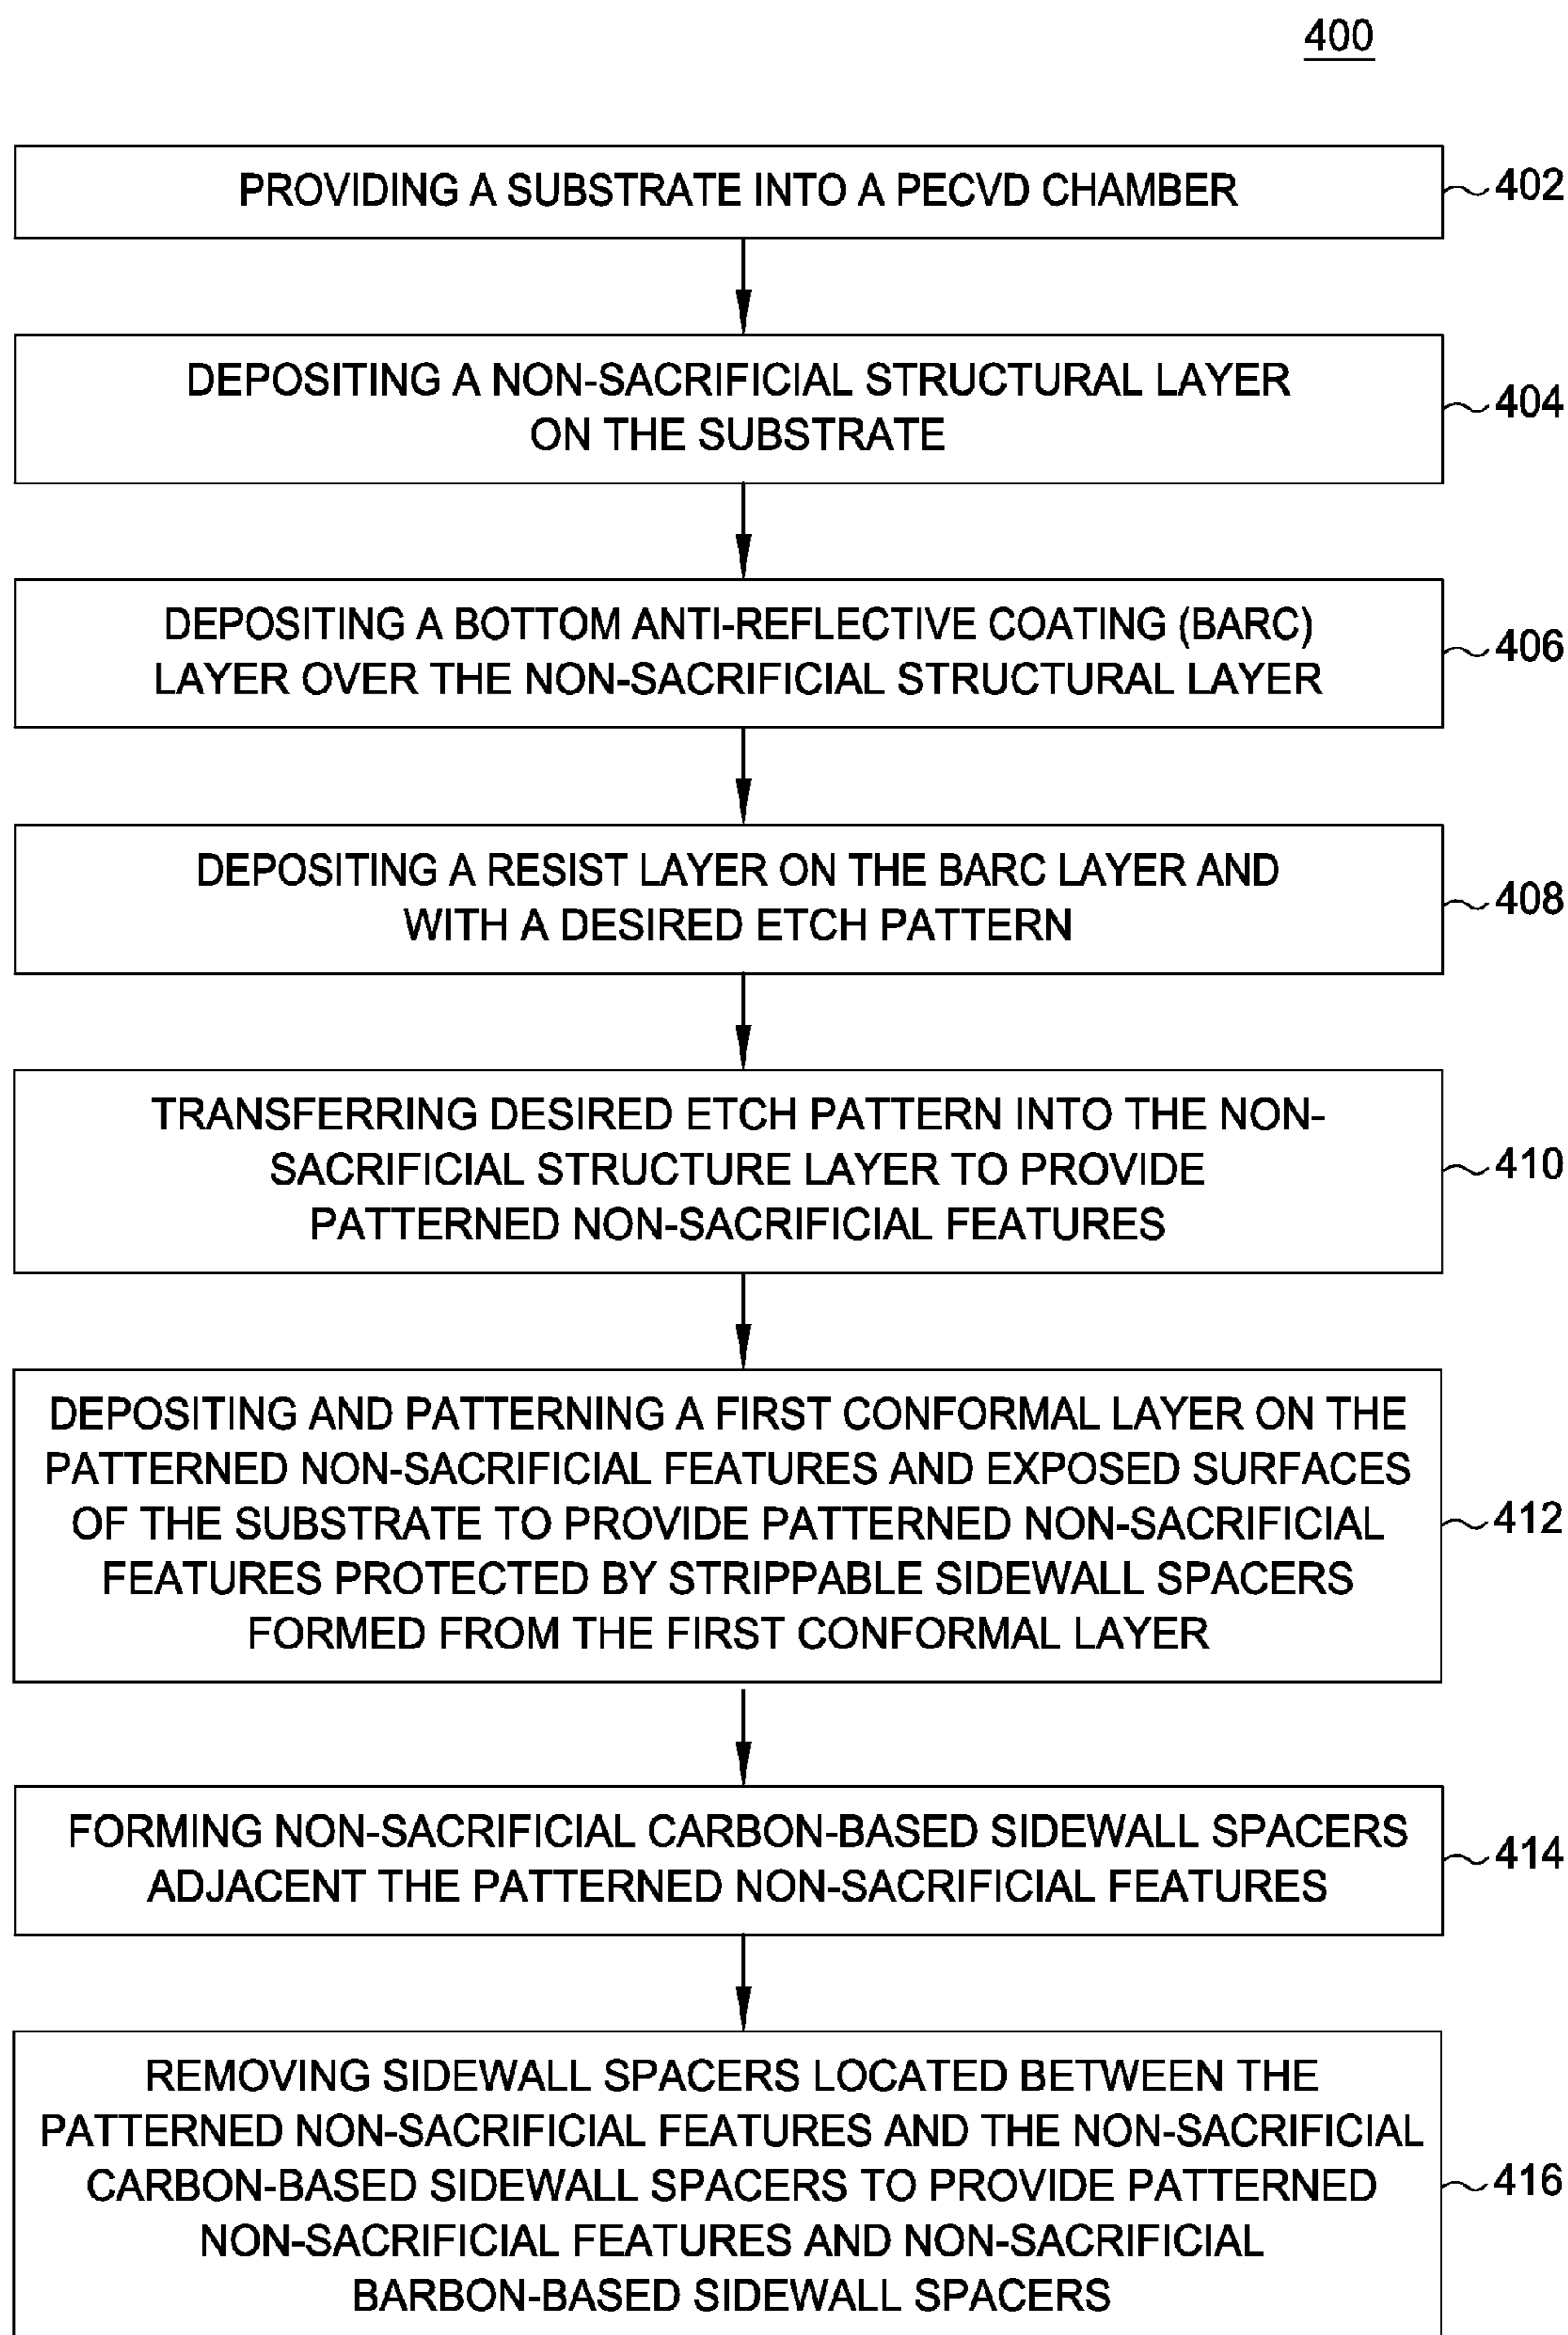 400
PROVIDING A SUBSTRATE INTO A PECVD CHAMBER
402
DEPOSITING A NON-SACRIFICIAL STRUCTURAL LAYER
ON THE SUBSTRATE
404
DEPOSITING A BOTTOM ANTI-REFLECTIVE COATING (BARC)
LAYER OVER THE NON-SACRIFICIAL STRUCTURAL LAYER
406
DEPOSITING A RESIST LAYER ON THE BARC LAYER AND
WITH A DESIRED ETCH PATTERN
408
TRANSFERRING DESIRED ETCH PATTERN INTO THE NON-
SACRIFICIAL STRUCTURE LAYER TO PROVIDE
PATTERNED NON-SACRIFICIAL FEATURES
410
DEPOSITING AND PATTERNING A FIRST CONFORMAL LAYER ON THE
PATTERNED NON-SACRIFICIAL FEATURES AND EXPOSED SURFACES
OF THE SUBSTRATE TO PROVIDE PATTERNED NON-SACRIFICIAL
FEATURES PROTECTED BY STRIPPABLE SIDEWALL SPACERS
FORMED FROM THE FIRST CONFORMAL LAYER
412
FORMING NON-SACRIFICIAL CARBON-BASED SIDEWALL SPACERS
ADJACENT THE PATTERNED NON-SACRIFICIAL FEATURES
414
REMOVING SIDEWALL SPACERS LOCATED BETWEEN THE
PATTERNED NON-SACRIFICIAL FEATURES AND THE NON-SACRIFICIAL
CARBON-BASED SIDEWALL SPACERS TO PROVIDE PATTERNED
NON-SACRIFICIAL FEATURES AND NON-SACRIFICIAL
BARBON-BASED SIDEWALL SPACERS
416